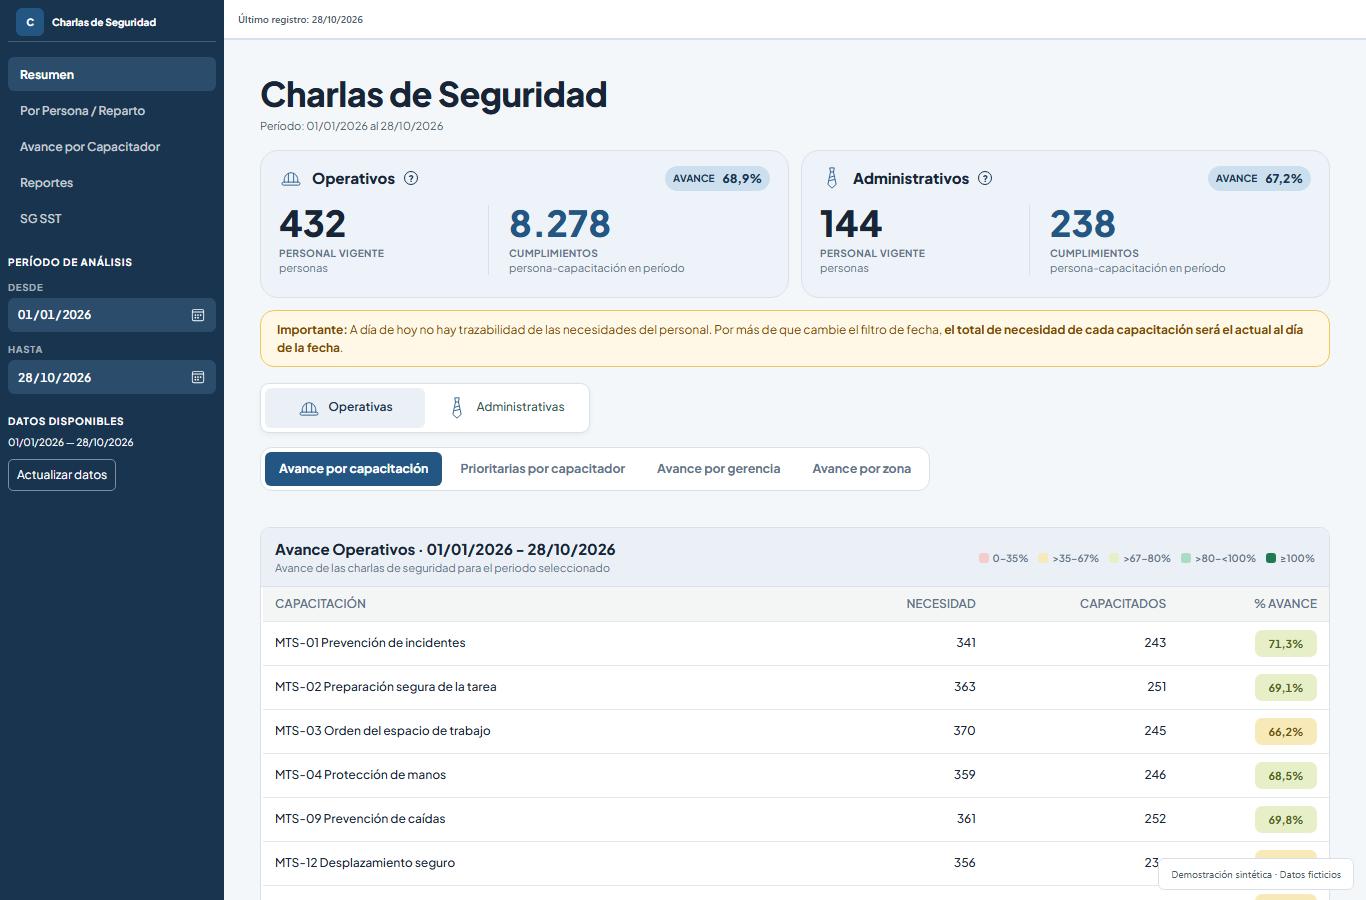 C Charlas de Seguridad
Resumen
Por Persona / Reparto
Avance por Capacitador
Reportes
SG SST
PERÍODO DE ANÁLISIS
DESDE
01/01/2026
HASTA
28/10/2026
DATOS DISPONIBLES
01/01/2026 — 28/10/2026
Actualizar datos
Último registro: 28/10/2026
Charlas de Seguridad
Período: 01/01/2026 al 28/10/2026
Operativos ? AVANCE 68,9%
432
PERSONAL VIGENTE
personas
8.278
CUMPLIMIENTOS
persona-capacitación en período
Administrativos ? AVANCE 67,2%
144
PERSONAL VIGENTE
personas
238
CUMPLIMIENTOS
persona-capacitación en período
Importante: A día de hoy no hay trazabilidad de las necesidades del personal. Por más de que cambie el filtro de fecha, el total de necesidad de cada capacitación será el actual al día
de la fecha.
Operativas Administrativas
Avance por capacitación Prioritarias por capacitador Avance por gerencia Avance por zona
Avance Operativos · 01/01/2026 - 28/10/2026
Avance de las charlas de seguridad para el periodo seleccionado
0–35% >35–67% >67–80% >80–<100% ≥100%
CAPACITACIÓN NECESIDAD CAPACITADOS % AVANCE
MTS-01 Prevención de incidentes 341 243 71,3%
MTS-02 Preparación segura de la tarea 363 251 69,1%
MTS-03 Orden del espacio de trabajo 370 245 66,2%
MTS-04 Protección de manos 359 246 68,5%
MTS-09 Prevención de caídas 361 252 69,8%
MTS-12 Desplazamiento seguro 356
Demostración sintética · Datos ficticios